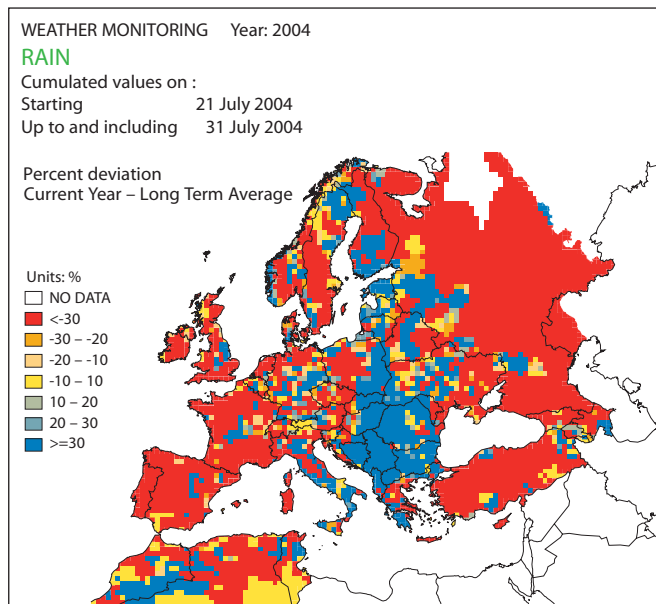 WEATHER MONITORING Year: 2004
RAIN
Cumulated values on :
Starting 21 July 2004
Up to and including 31 July 2004
Percent deviation
Current Year – Long Term Average
Units: %
NO DATA
<-30
-30 – -20
-20 – -10
-10 – 10
10 – 20
20 – 30
>=30